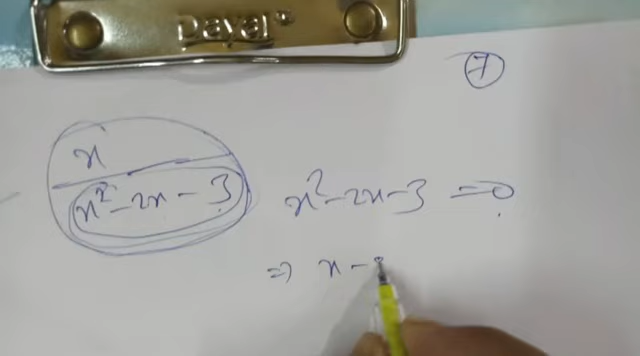 Dayal
7
x
x² - 2x - 3
x² - 2x - 3 = 0
⇒ x -